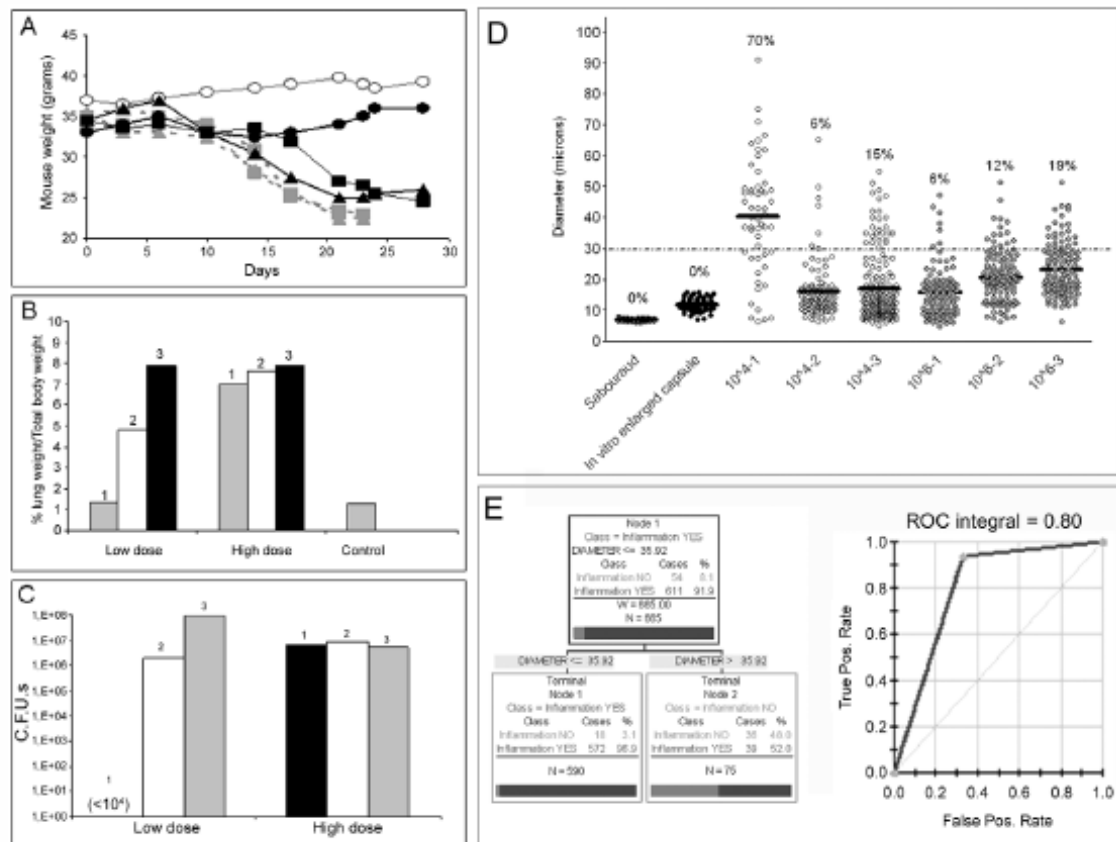 A
Mouse weight (grams)
45
40
35
30
25
20
0 5 10 15 20 25 30
Days
B
% lung weight/Total body weight
10
9
8
7
6
5
4
3
2
1
0
1 2 3
1 2 3
Low dose High dose Control
C
C.F.U.s
1,E+08
1,E+07
1,E+06
1,E+05
1,E+04
1,E+03
1,E+02
1,E+01
1,E+00
1 2 3
(<10⁴)
1 2 3
Low dose High dose
D
Diameter (microns)
100
90
80
70
60
50
40
30
20
10
0
0% 0% 70% 6% 15% 6% 12% 19%
Sabouraud
In vitro enlarged capsule
10^4-1
10^4-2
10^4-3
10^6-1
10^6-2
10^6-3
E
Node 1
Class = Inflammation YES
DIAMETER <= 35.92
Class Cases %
Inflammation NO 54 8.1
Inflammation YES 611 91.9
W = 665.00
N = 665
DIAMETER <= 35.92
DIAMETER > 35.92
Terminal
Node 1
Class = Inflammation YES
Class Cases %
Inflammation NO 18 3.1
Inflammation YES 572 96.9
N = 590
Terminal
Node 2
Class = Inflammation NO
Class Cases %
Inflammation NO 36 48.0
Inflammation YES 39 52.0
N = 75
ROC integral = 0.80
True Pos. Rate
1.0
0.8
0.6
0.4
0.2
0.0
0.0 0.2 0.4 0.6 0.8 1.0
False Pos. Rate